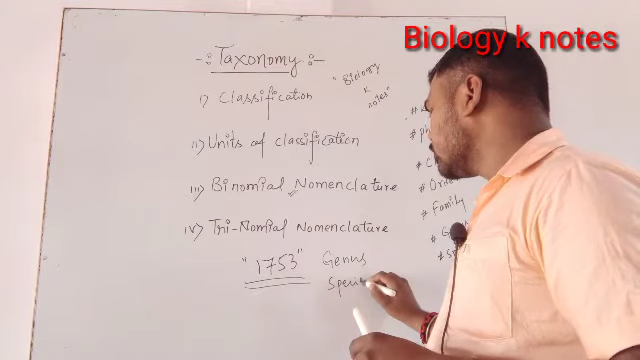 Biology k notes
-:: Taxonomy ::-
"Biology
k
notes"
i) Classification
ii) Units of classification
iii) Binomial Nomenclature
iv) Tri-Nomial Nomenclature
"1753" Genus
# Order
# Family